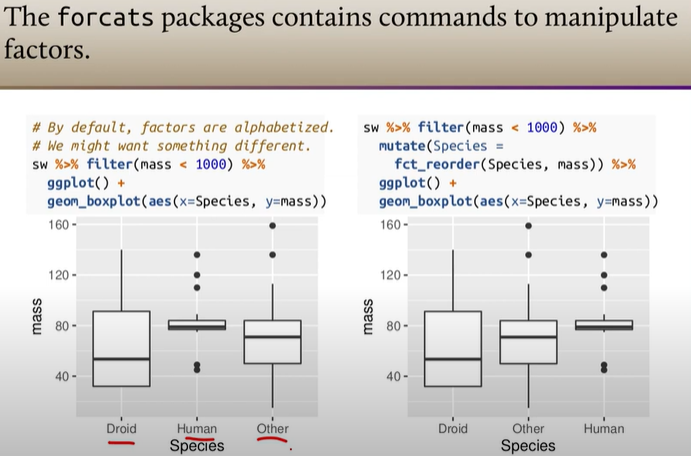 The forcats packages contains commands to manipulate
factors.
# By default, factors are alphabetized.
# We might want something different.
sw %>% filter(mass < 1000) %>%
ggplot() +
geom_boxplot(aes(x=Species, y=mass))
160
120
80
40
mass
Droid Human Other
Species
sw %>% filter(mass < 1000) %>%
mutate(Species =
fct_reorder(Species, mass)) %>%
ggplot() +
geom_boxplot(aes(x=Species, y=mass))
160
120
80
40
mass
Droid Other Human
Species